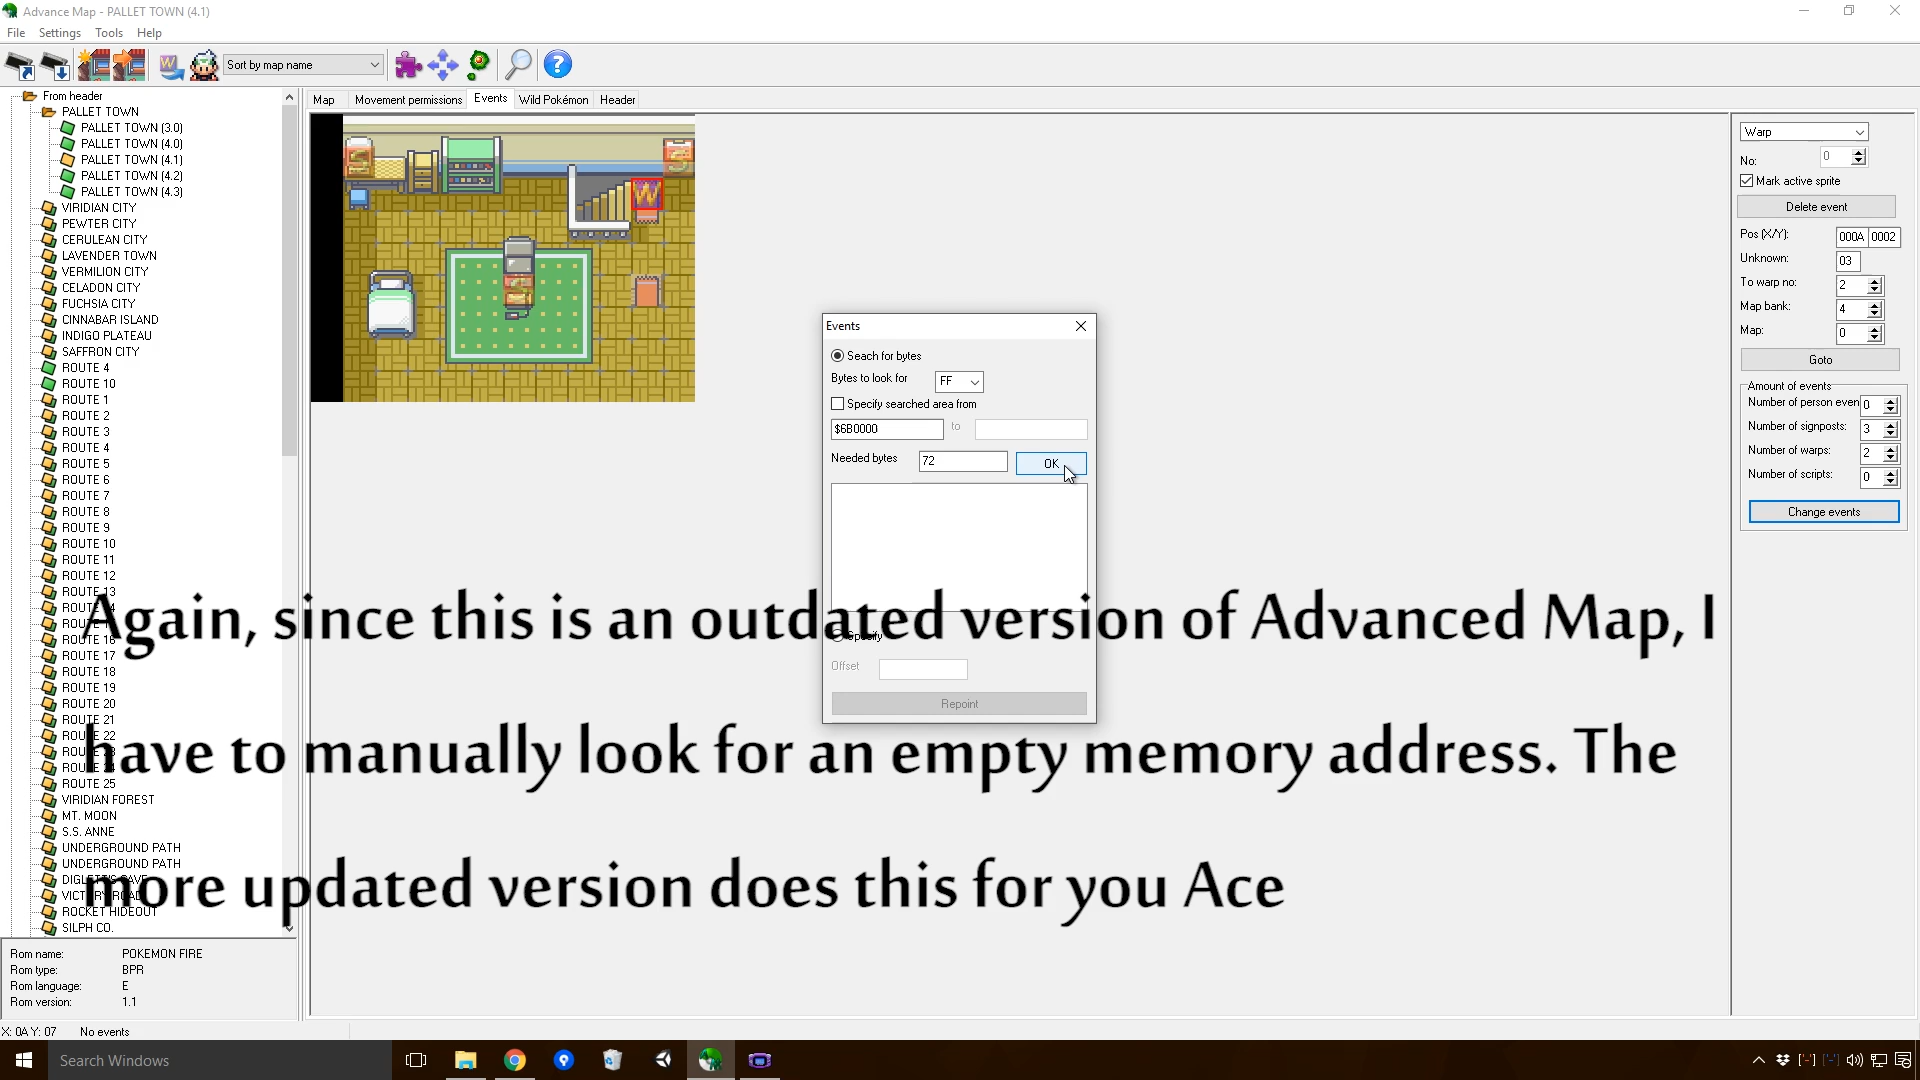 Advance Map - PALLET TOWN (4.1)
File Settings Tools Help
Sort by map name
From header
PALLET TOWN
PALLET TOWN (3.0)
PALLET TOWN (4.0)
PALLET TOWN (4.1)
PALLET TOWN (4.2)
PALLET TOWN (4.3)
VIRIDIAN CITY
PEWTER CITY
CERULEAN CITY
LAVENDER TOWN
VERMILION CITY
CELADON CITY
FUCHSIA CITY
CINNABAR ISLAND
INDIGO PLATEAU
SAFFRON CITY
ROUTE 4
ROUTE 10
ROUTE 1
ROUTE 2
ROUTE 3
ROUTE 4
ROUTE 5
ROUTE 6
ROUTE 7
ROUTE 8
ROUTE 9
ROUTE 10
ROUTE 11
ROUTE 12
ROUTE 13
ROUTE 16
ROUTE 17
ROUTE 18
ROUTE 19
ROUTE 20
ROUTE 21
ROUTE 22
ROUTE 25
VIRIDIAN FOREST
MT. MOON
S.S. ANNE
UNDERGROUND PATH
UNDERGROUND PATH
DIGLETT'S CAVE
VICTORY ROAD
ROCKET HIDEOUT
SILPH CO.
Rom name: POKEMON FIRE
Rom type: BPR
Rom language: E
Rom version: 1.1
X: 0A Y: 07 No events
Map Movement permissions Events Wild Pokémon Header
Events
Seach for bytes
Bytes to look for FF
Specify searched area from
$6B0000 to
Needed bytes 72 OK
Specify
Offset
Repoint
Warp
No: 0
Mark active sprite
Delete event
Pos (X/Y): 000A 0002
Unknown: 03
To warp no: 2
Map bank: 4
Map: 0
Goto
Amount of events
Number of person even 0
Number of signposts: 3
Number of warps: 2
Number of scripts: 0
Change events
Again, since this is an outdated version of Advanced Map, I
have to manually look for an empty memory address. The
more updated version does this for you Ace
Search Windows